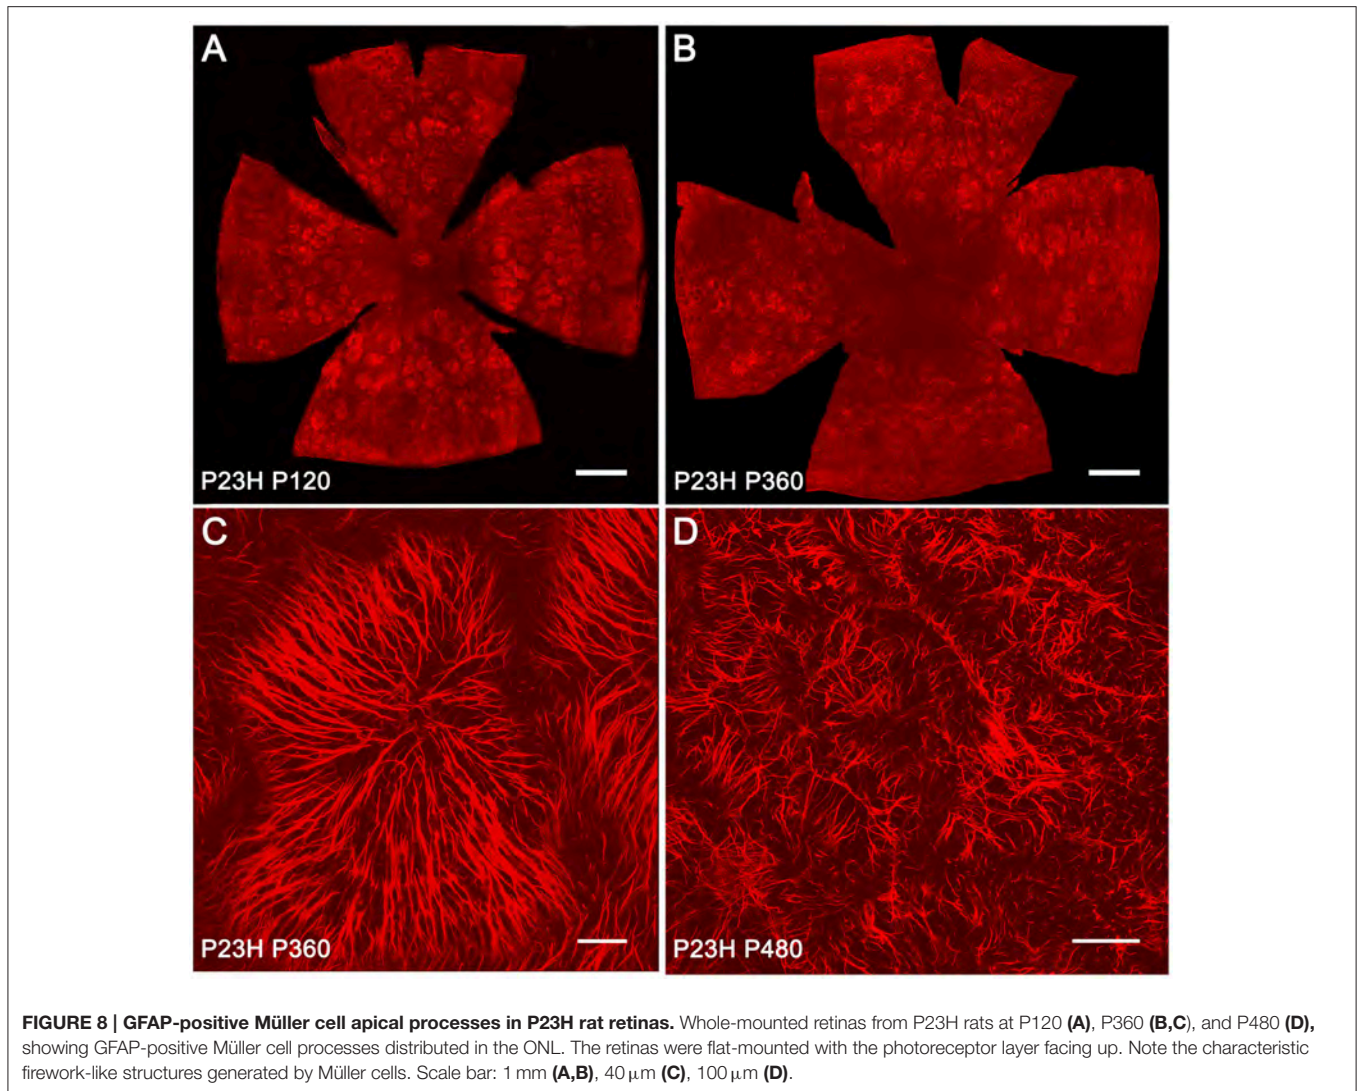 A
B
P23H P120
P23H P360
C
D
P23H P360
P23H P480
FIGURE 8 | GFAP-positive Müller cell apical processes in P23H rat retinas. Whole-mounted retinas from P23H rats at P120 (A), P360 (B,C), and P480 (D),
showing GFAP-positive Müller cell processes distributed in the ONL. The retinas were flat-mounted with the photoreceptor layer facing up. Note the characteristic
firework-like structures generated by Müller cells. Scale bar: 1 mm (A,B), 40 μm (C), 100 μm (D).